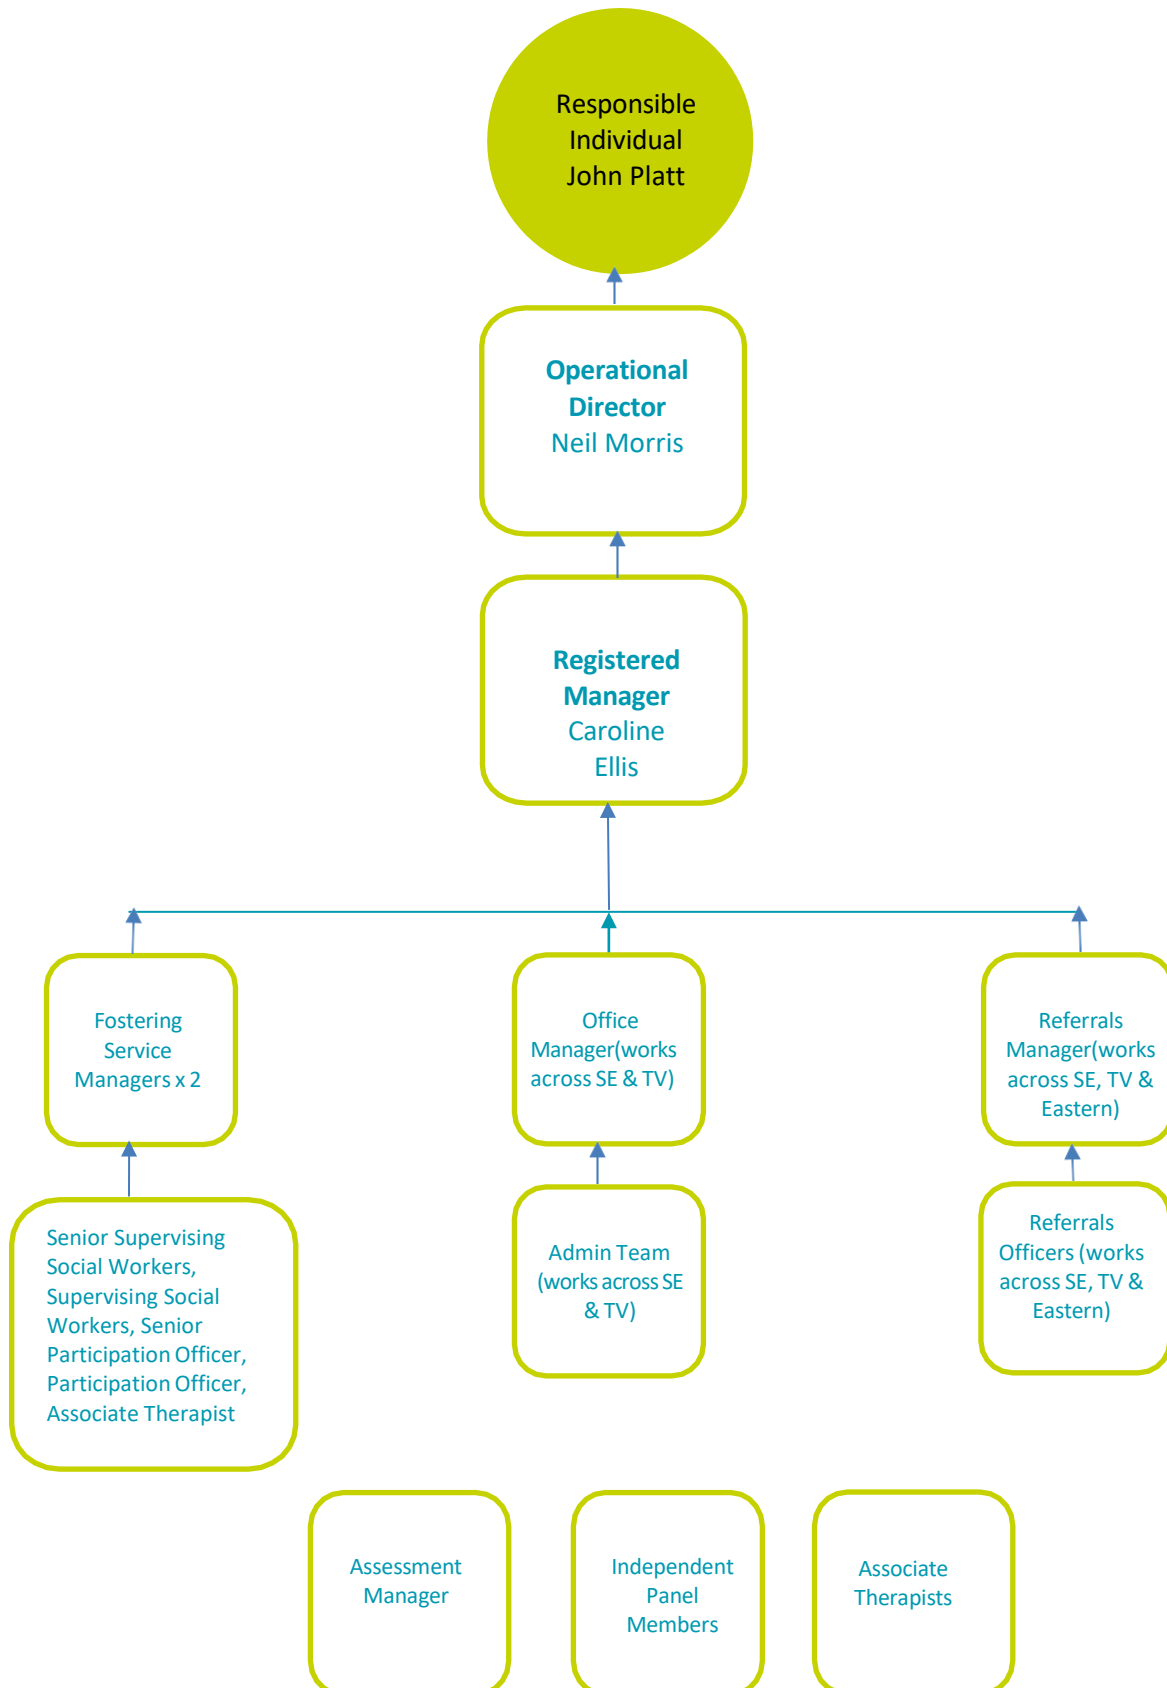 Responsible
Individual
John Platt
Operational
Director
Neil Morris
Registered
Manager
Caroline
Ellis
Fostering
Service
Managers x 2
Office
Manager(works
across SE & TV)
Referrals
Manager(works
across SE, TV &
Eastern)
Senior Supervising
Social Workers,
Supervising Social
Workers, Senior
Participation Officer,
Participation Officer,
Associate Therapist
Admin Team
(works across SE
& TV)
Referrals
Officers (works
across SE, TV &
Eastern)
Assessment
Manager
Independent
Panel
Members
Associate
Therapists